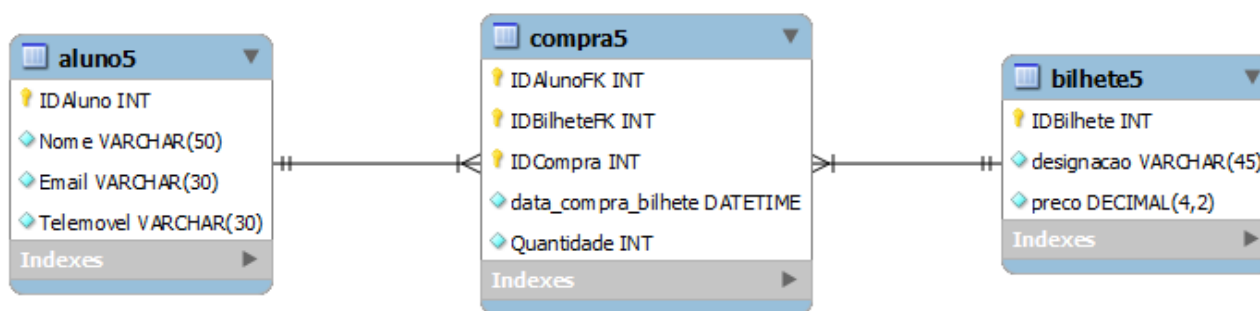 aluno5
IDAluno INT
Nome VARCHAR(50)
Email VARCHAR(30)
Telemovel VARCHAR(30)
Indexes
compra5
IDAlunoFK INT
IDBilheteFK INT
IDCompra INT
data_compra_bilhete DATETIME
Quantidade INT
Indexes
bilhete5
IDBilhete INT
designacao VARCHAR(45)
preco DECIMAL(4,2)
Indexes